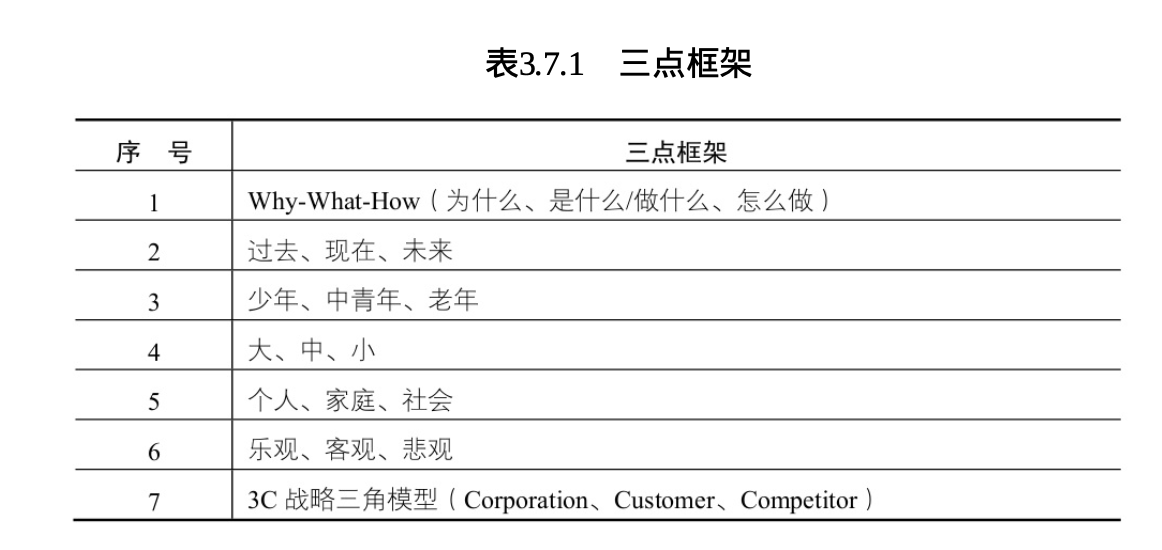 表3.7.1 三点框架
序 号 三点框架
1 Why-What-How（为什么、是什么/做什么、怎么做）
2 过去、现在、未来
3 少年、中青年、老年
4 大、中、小
5 个人、家庭、社会
6 乐观、客观、悲观
7 3C 战略三角模型（Corporation、Customer、Competitor）